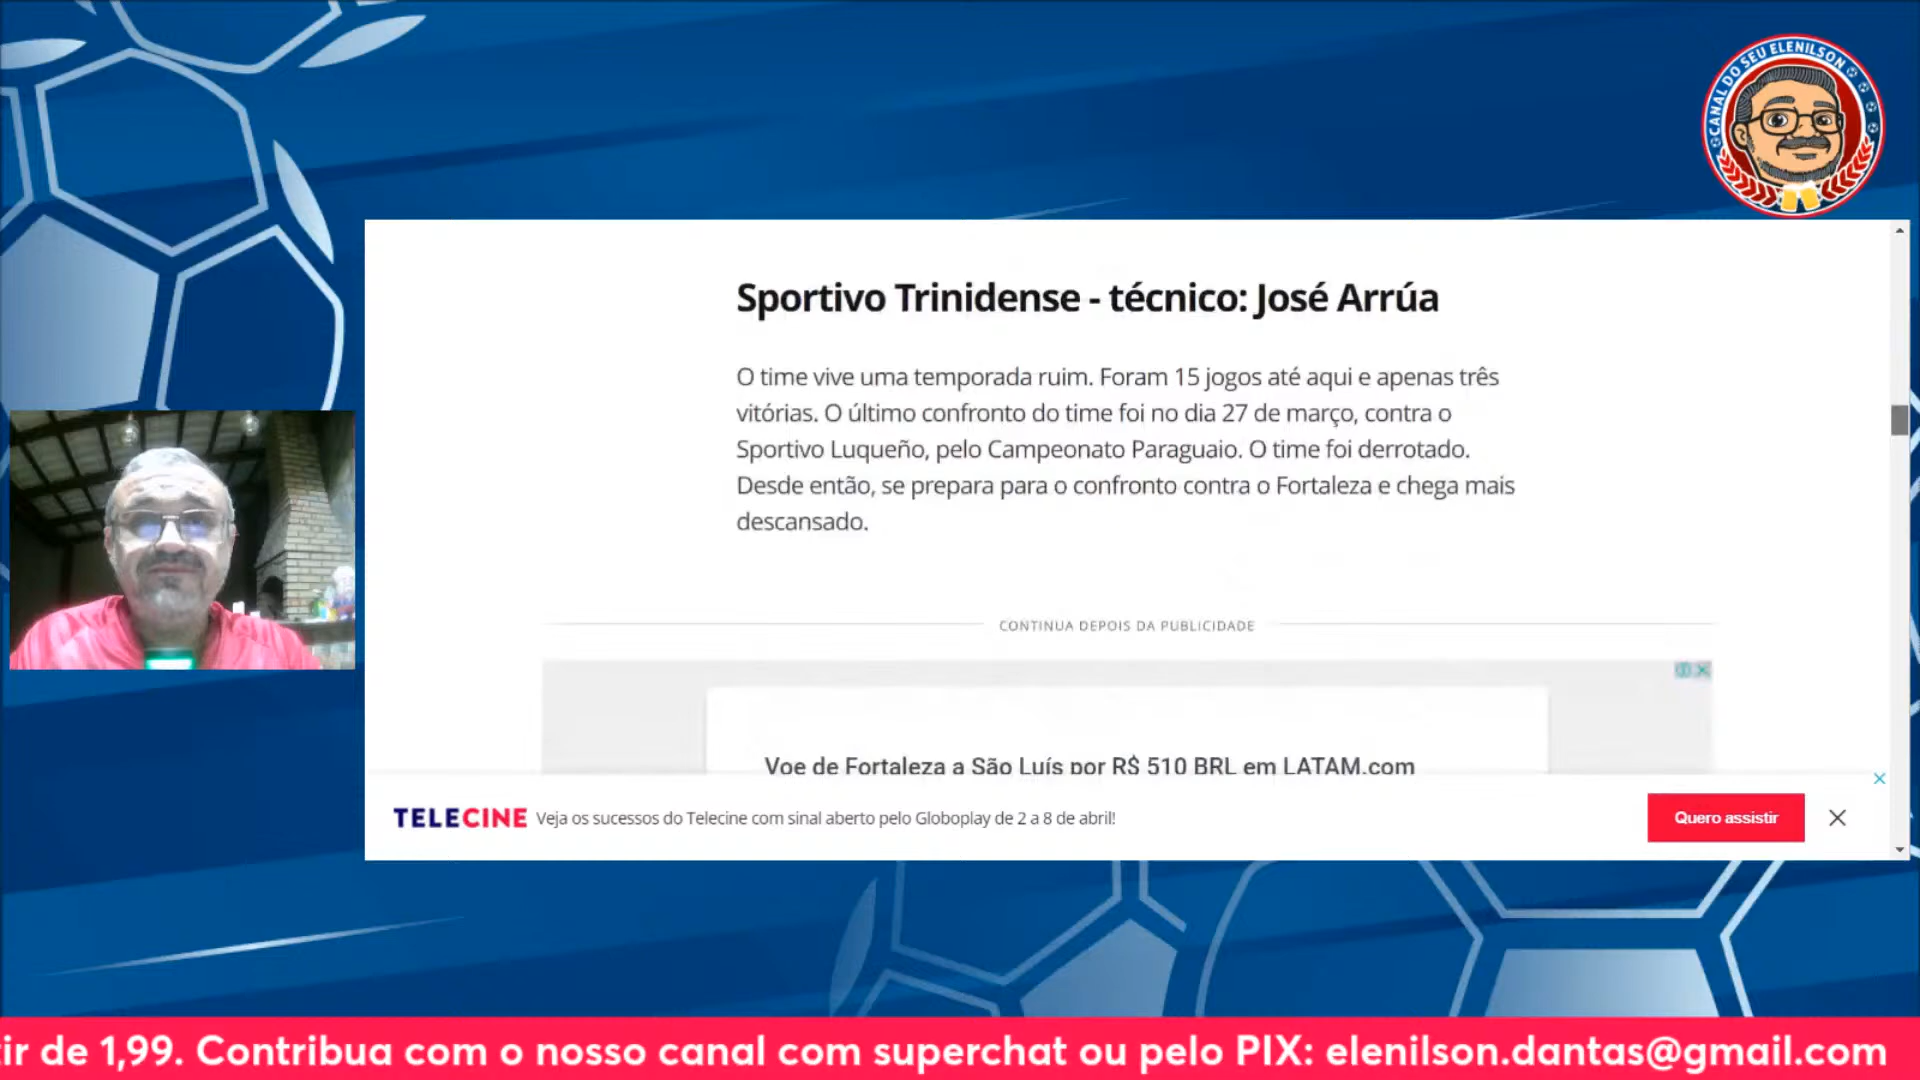 CANAL DO SEU ELENILSON
Sportivo Trinidense - técnico: José Arrúa
O time vive uma temporada ruim. Foram 15 jogos até aqui e apenas três
vitórias. O último confronto do time foi no dia 27 de março, contra o
Sportivo Luqueño, pelo Campeonato Paraguaio. O time foi derrotado.
Desde então, se prepara para o confronto contra o Fortaleza e chega mais
descansado.
CONTINUA DEPOIS DA PUBLICIDADE
Voe de Fortaleza a São Luís por R$ 510 BRL em LATAM.com
TELECINE Veja os sucessos do Telecine com sinal aberto pelo Globoplay de 2 a 8 de abril!
Quero assistir
tir de 1,99. Contribua com o nosso canal com superchat ou pelo PIX: elenilson.dantas@gmail.com